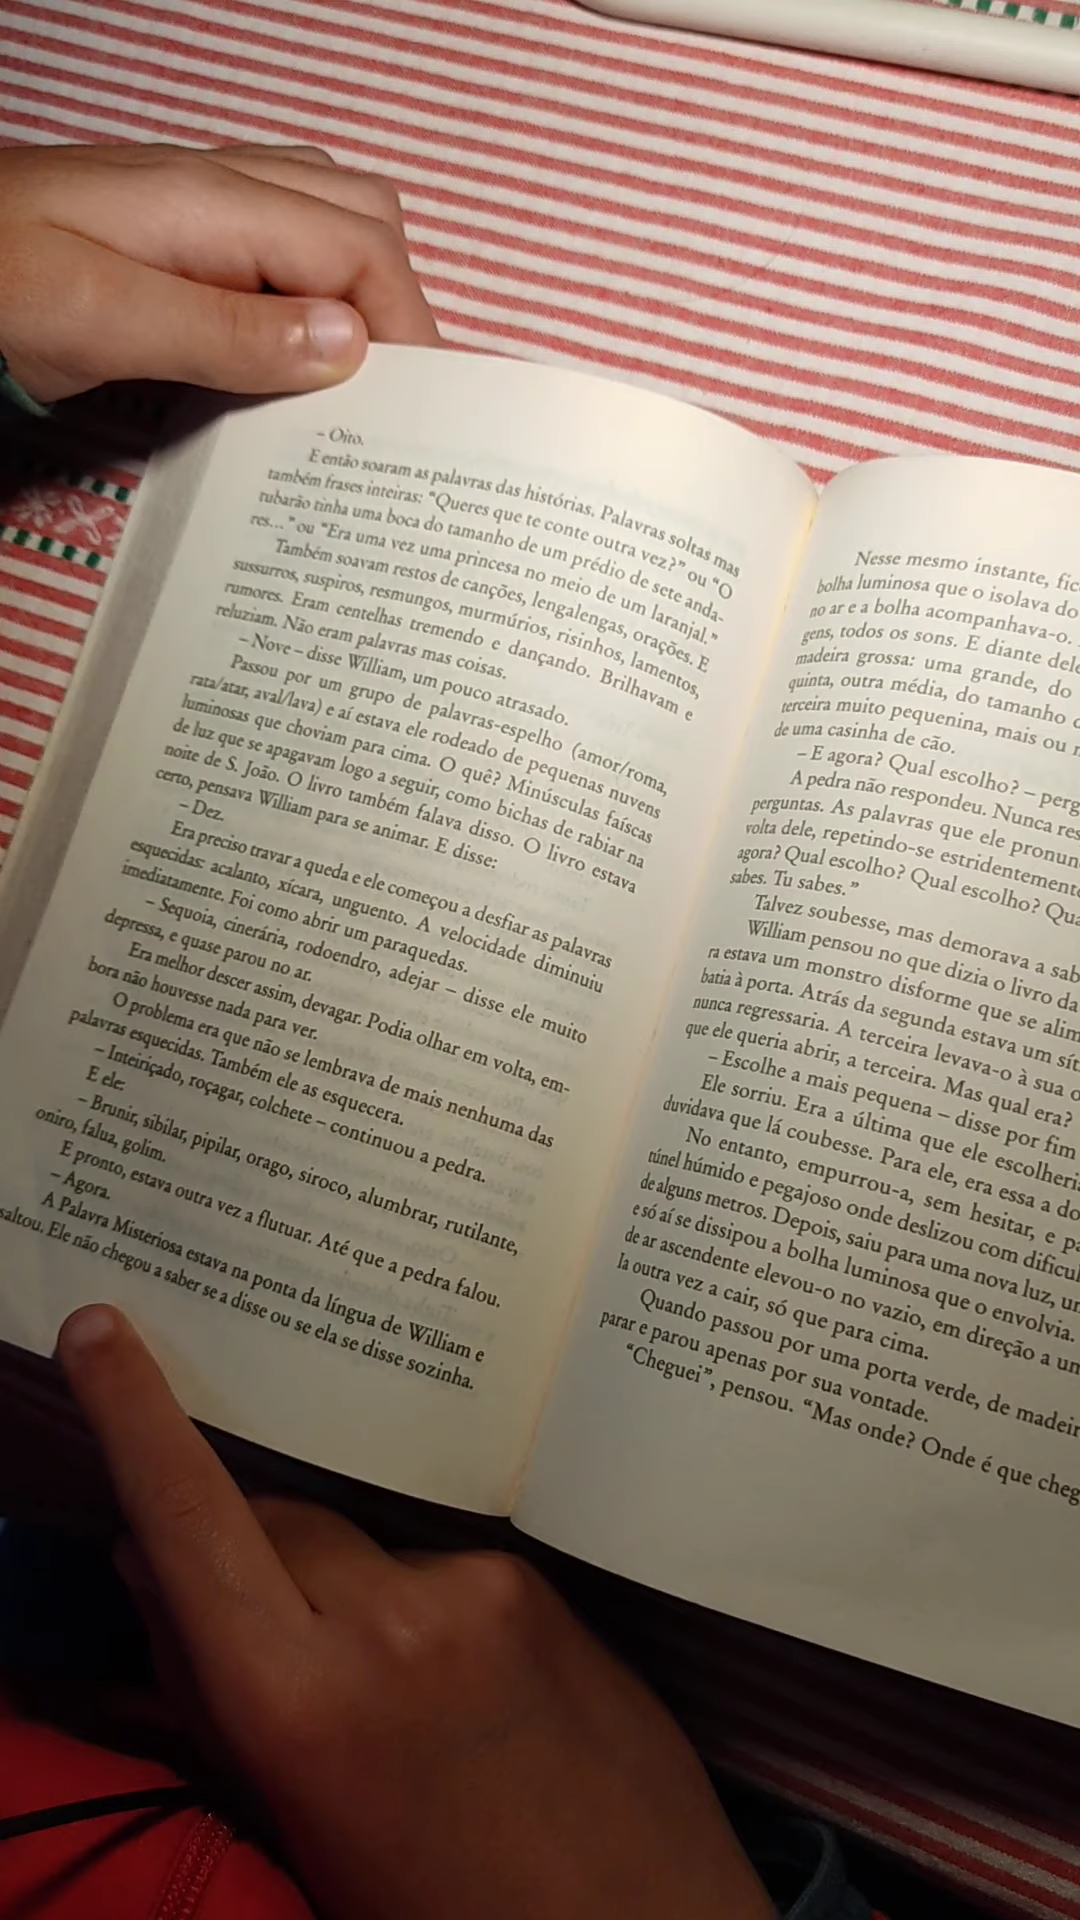 – Oito.
E então soaram as palavras das histórias. Palavras soltas mas
também frases inteiras: “Queres que te conte outra vez?” ou “O
tubarão tinha uma boca do tamanho de um prédio de sete anda-
res...” ou “Era uma vez uma princesa no meio de um laranjal.”
Também soavam restos de canções, lengalengas, orações. E
sussurros, suspiros, resmungos, murmúrios, risinhos, lamentos,
rumores. Eram centelhas tremendo e dançando. Brilhavam e
reluziam. Não eram palavras mas coisas.
– Nove – disse William, um pouco atrasado.
Passou por um grupo de palavras-espelho (amor/roma,
rata/atar, aval/lava) e aí estava ele rodeado de pequenas nuvens
luminosas que choviam para cima. O quê? Minúsculas faíscas
de luz que se apagavam logo a seguir, como bichas de rabiar na
noite de S. João. O livro também falava disso. O livro estava
certo, pensava William para se animar. E disse:
– Dez.
Era preciso travar a queda e ele começou a desfiar as palavras
esquecidas: acalanto, xícara, unguento. A velocidade diminuiu
imediatamente. Foi como abrir um paraquedas.
– Sequoia, cinerária, rodoendro, adejar – disse ele muito
depressa, e quase parou no ar.
Era melhor descer assim, devagar. Podia olhar em volta, em-
bora não houvesse nada para ver.
O problema era que não se lembrava de mais nenhuma das
palavras esquecidas. Também ele as esquecera.
– Inteiriçado, roçagar, colchete – continuou a pedra.
E ele:
– Brunir, sibilar, pipilar, orago, siroco, alumbrar, rutilante,
oniro, falua, golim.
E pronto, estava outra vez a flutuar. Até que a pedra falou.
– Agora.
A Palavra Misteriosa estava na ponta da língua de William e
saltou. Ele não chegou a saber se a disse ou se ela se disse sozinha.
Nesse mesmo instante,
bolha luminosa que o isolava do
no ar e a bolha acompanhava-o.
gens, todos os sons. E diante
madeira grossa: uma grande, do
quinta, outra média, do tamanho
terceira muito pequenina, mais ou
de uma casinha de cão.
– E agora? Qual escolho? –
A pedra não respondeu. Nunca
perguntas. As palavras que ele
volta dele, repetindo-se estridentemente
agora? Qual escolho? Qual escolho?
sabes. Tu sabes.”
Talvez soubesse, mas demorava a
William pensou no que dizia o livro da
ra estava um monstro disforme que se
batia à porta. Atrás da segunda estava um
nunca regressaria. A terceira levava-o à sua
que ele queria abrir, a terceira. Mas qual era?
– Escolhe a mais pequena – disse por fim
Ele sorriu. Era a última que ele
duvidava que lá coubesse. Para ele, era essa a
No entanto, empurrou-a, sem hesitar, e
túnel húmido e pegajoso onde deslizou com
de alguns metros. Depois, saiu para uma nova luz,
e só aí se dissipou a bolha luminosa que o envolvia.
de ar ascendente elevou-o no vazio, em direção a
Ia outra vez a cair, só que para cima.
Quando passou por uma porta verde, de
parar e parou apenas por sua vontade.
“Cheguei”, pensou. “Mas onde? Onde é que